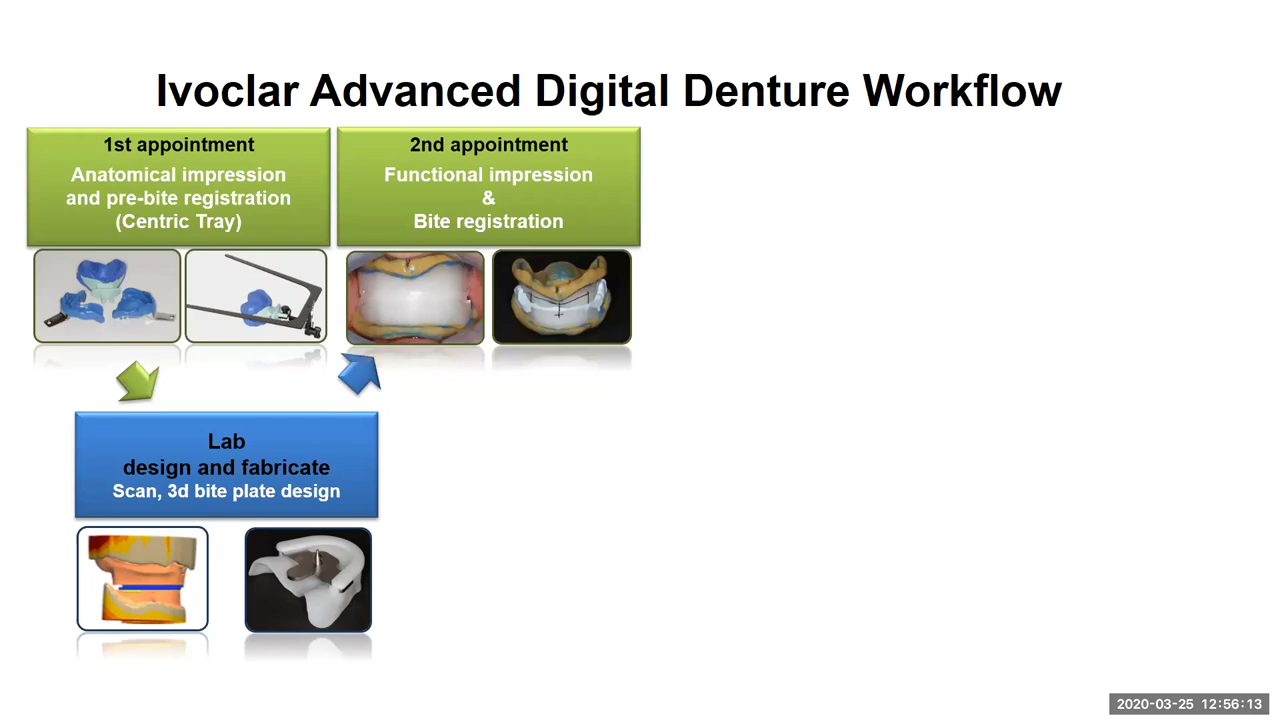 Ivoclar Advanced Digital Denture Workflow
1st appointment
Anatomical impression
and pre-bite registration
(Centric Tray)
2nd appointment
Functional impression
&
Bite registration
Lab
design and fabricate
Scan, 3d bite plate design
2020-03-25 12:56:13